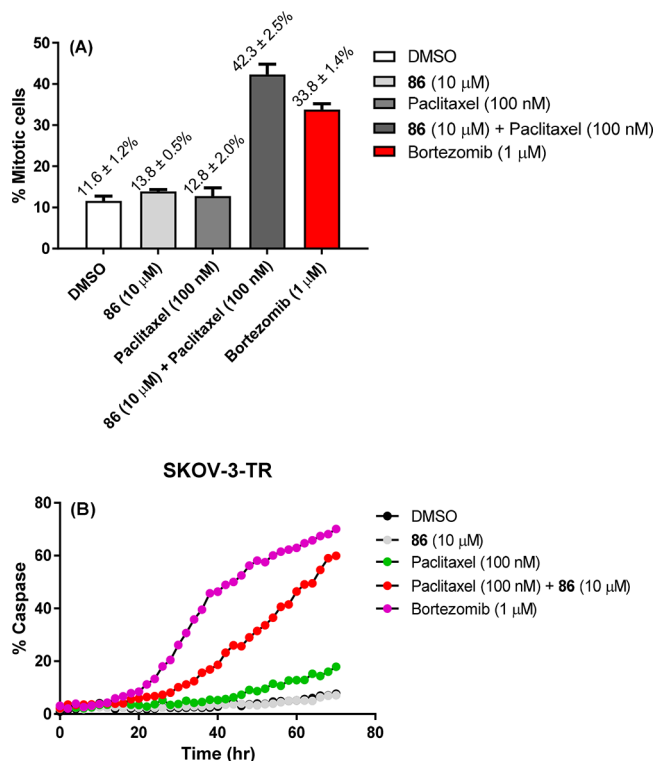 (A)
% Mitotic cells
50
40
30
20
10
0
11.6 ± 1.2%
13.8 ± 0.5%
12.8 ± 2.0%
42.3 ± 2.5%
33.8 ± 1.4%
DMSO
86 (10 µM)
Paclitaxel (100 nM)
86 (10 µM) + Paclitaxel (100 nM)
Bortezomib (1 µM)
DMSO
86 (10 µM)
Paclitaxel (100 nM)
86 (10 µM) + Paclitaxel (100 nM)
Bortezomib (1 µM)
SKOV-3-TR
(B)
% Caspase
80
60
40
20
0
0
20
40
60
80
Time (hr)
DMSO
86 (10 µM)
Paclitaxel (100 nM)
Paclitaxel (100 nM) + 86 (10 µM)
Bortezomib (1 µM)